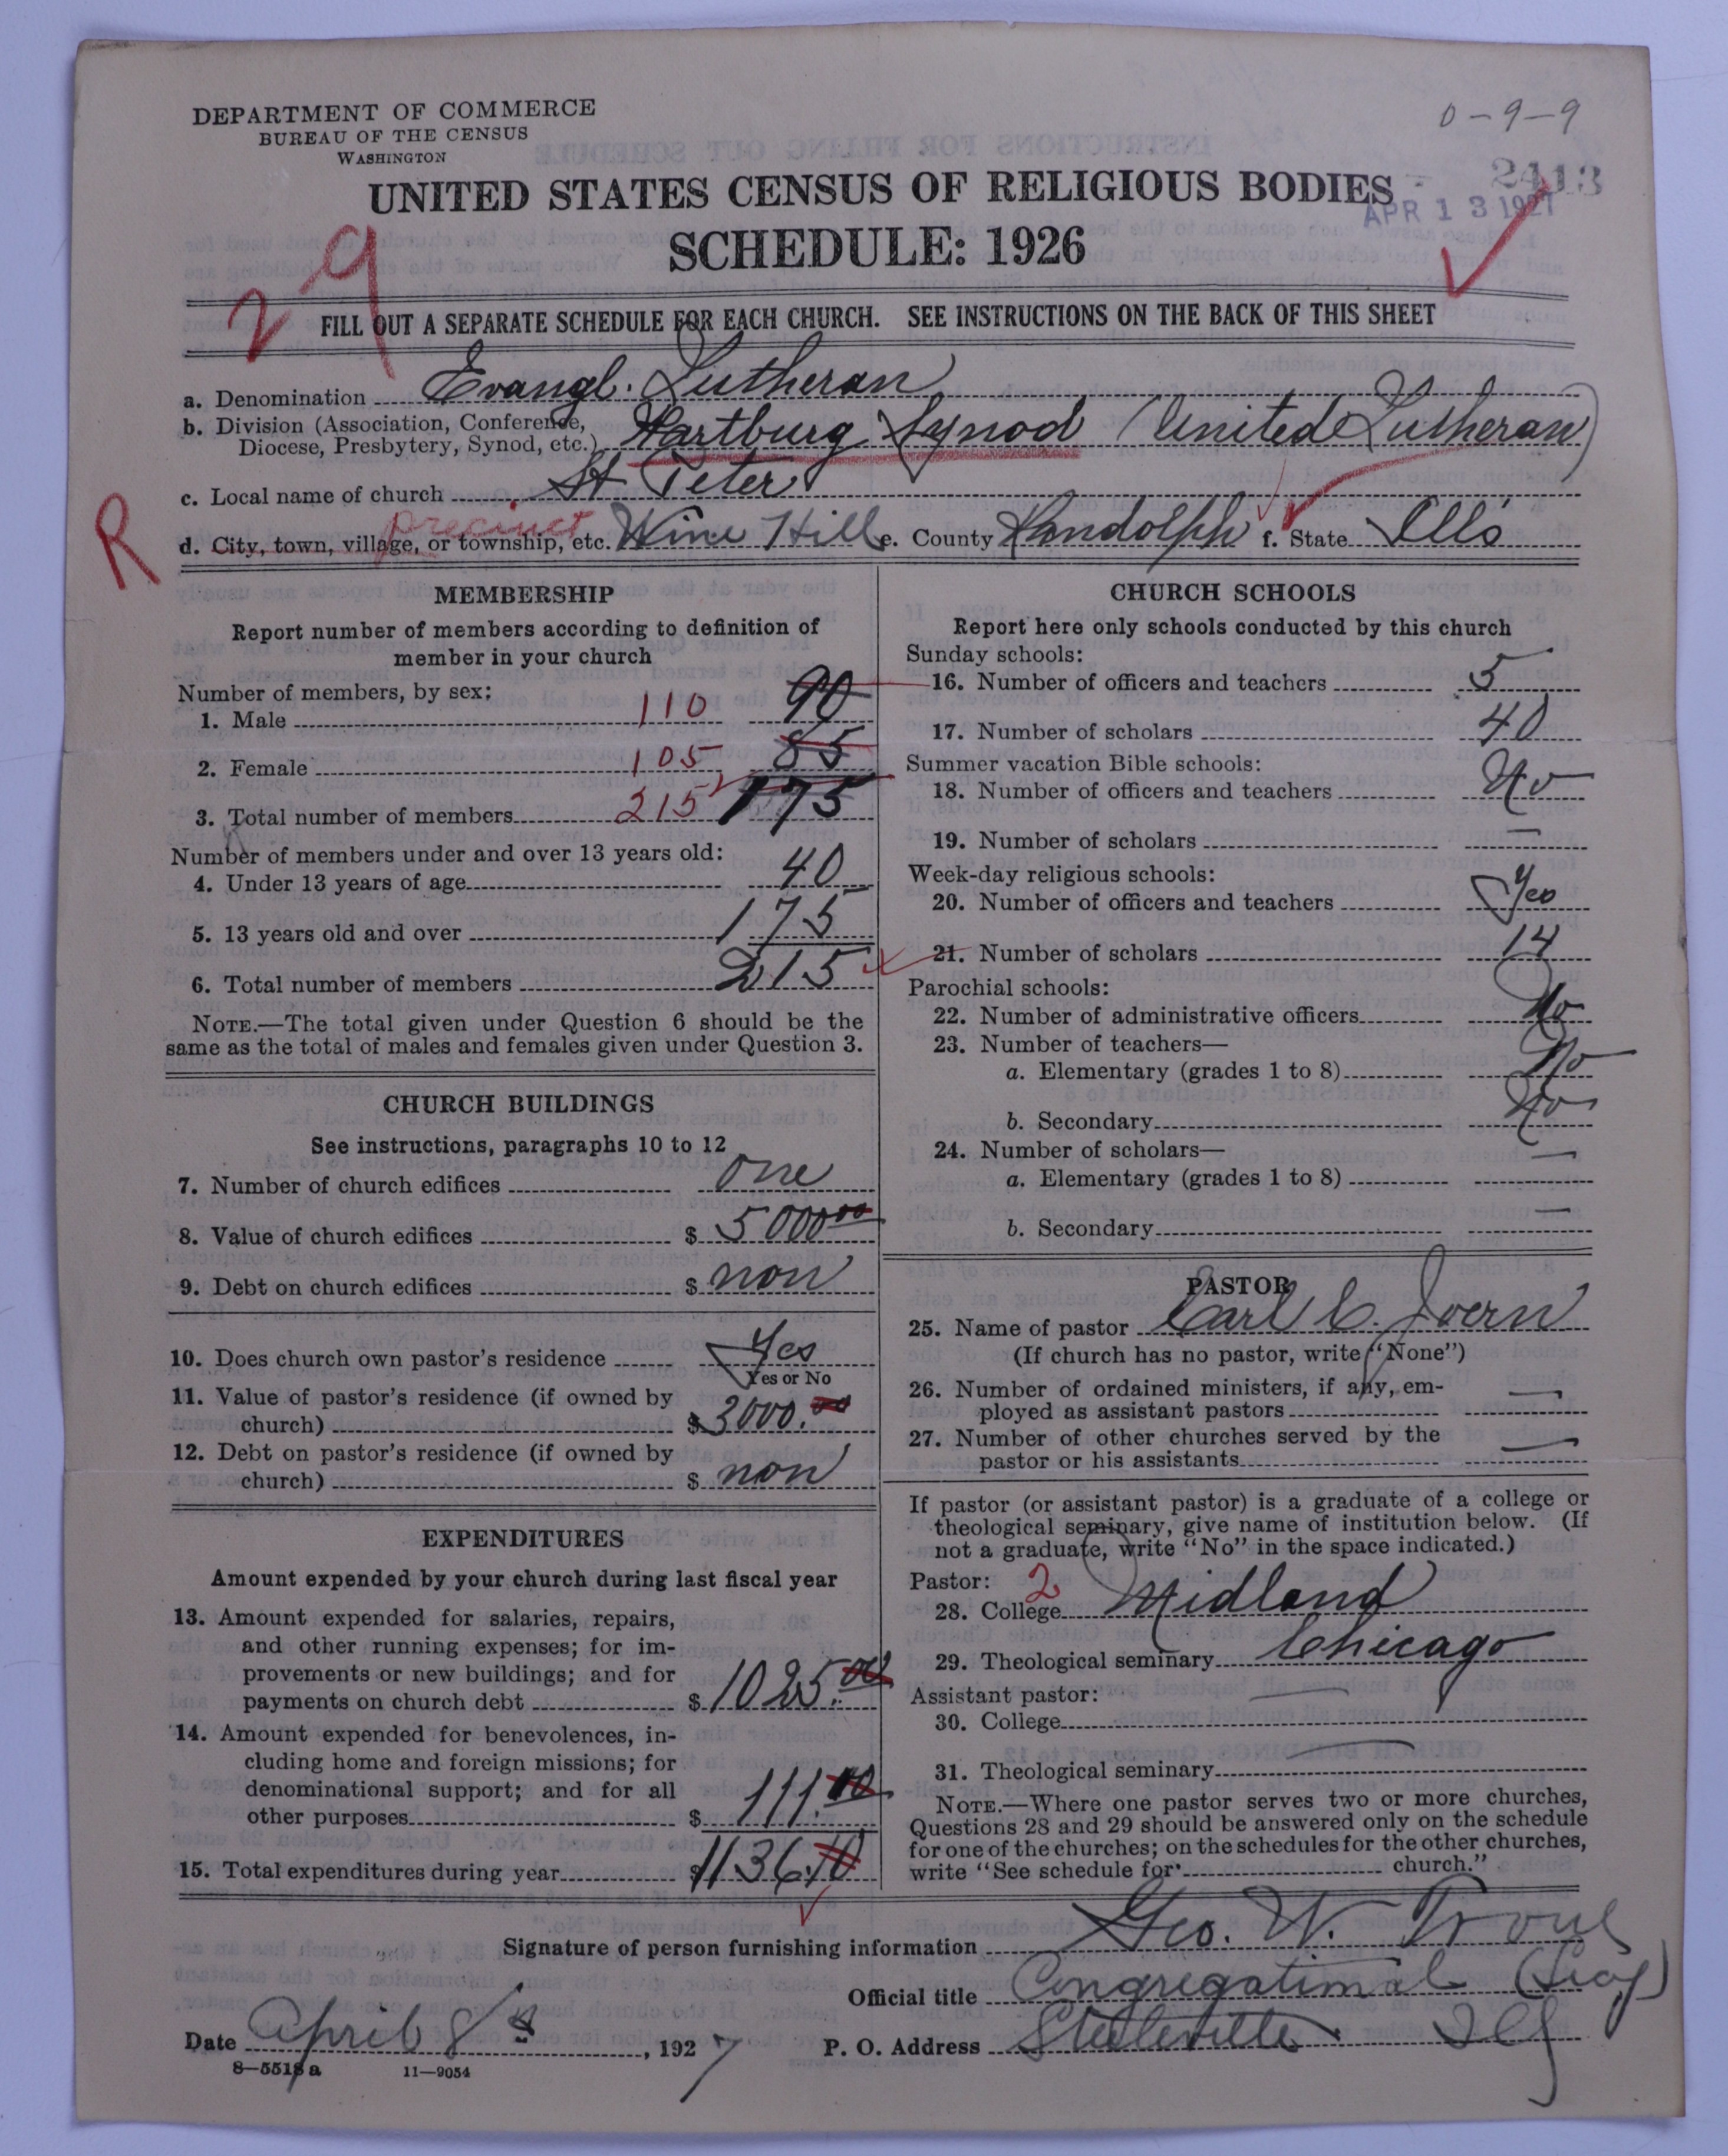 0-9-9
DEPARTMENT OF COMMERCE
BUREAU OF THE CENSUS
WASHINGTON
2413
APR 13 1927
UNITED STATES CENSUS OF RELIGIOUS BODIES
SCHEDULE: 1926
29
FILL OUT A SEPARATE SCHEDULE FOR EACH CHURCH. SEE INSTRUCTIONS ON THE BACK OF THIS SHEET
a. Denomination Evangl. Lutheran
b. Division (Association, Conference, Diocese, Presbytery, Synod, etc.) Wartburg Synod (United Lutheran)
c. Local name of church St Peter
R
precinct
d. City, town, village, or township, etc. Wine Hill e. County Randolph f. State Ills
MEMBERSHIP
Report number of members according to definition of
member in your church
Number of members, by sex:
1. Male 110 90
2. Female 105 85
3. Total number of members 215 175
Number of members under and over 13 years old:
4. Under 13 years of age 40
5. 13 years old and over 175
6. Total number of members 215
NOTE.—The total given under Question 6 should be the
same as the total of males and females given under Question 3.
CHURCH BUILDINGS
See instructions, paragraphs 10 to 12
7. Number of church edifices one
8. Value of church edifices $ 5000 00
9. Debt on church edifices $ non
10. Does church own pastor's residence Yes
Yes or No
11. Value of pastor's residence (if owned by
church) $ 3000.00
12. Debt on pastor's residence (if owned by
church) $ non
EXPENDITURES
Amount expended by your church during last fiscal year
13. Amount expended for salaries, repairs,
and other running expenses; for im-
provements or new buildings; and for
payments on church debt $ 1025.00
14. Amount expended for benevolences, in-
cluding home and foreign missions; for
denominational support; and for all
other purposes $ 111.10
15. Total expenditures during year $ 1136.10
CHURCH SCHOOLS
Report here only schools conducted by this church
Sunday schools:
16. Number of officers and teachers 5
17. Number of scholars 40
Summer vacation Bible schools:
18. Number of officers and teachers No
19. Number of scholars —
Week-day religious schools:
20. Number of officers and teachers Yes
21. Number of scholars 14
Parochial schools:
22. Number of administrative officers No
23. Number of teachers—
a. Elementary (grades 1 to 8) No
b. Secondary No
24. Number of scholars—
a. Elementary (grades 1 to 8) —
b. Secondary —
PASTOR
25. Name of pastor Carl C.
(If church has no pastor, write "None")
26. Number of ordained ministers, if any, em-
ployed as assistant pastors —
27. Number of other churches served by the
pastor or his assistants —
If pastor (or assistant pastor) is a graduate of a college or
theological seminary, give name of institution below. (If
not a graduate, write "No" in the space indicated.)
Pastor: 2
28. College Midland
29. Theological seminary Chicago
Assistant pastor: —
30. College
31. Theological seminary —
NOTE.—Where one pastor serves two or more churches,
Questions 28 and 29 should be answered only on the schedule
for one of the churches; on the schedules for the other churches,
write "See schedule for church."
Signature of person furnishing information Geo. W.
Official title Congregational
Date April 8, 1927 P. O. Address Steeleville Ill
8—5518a 11—9054